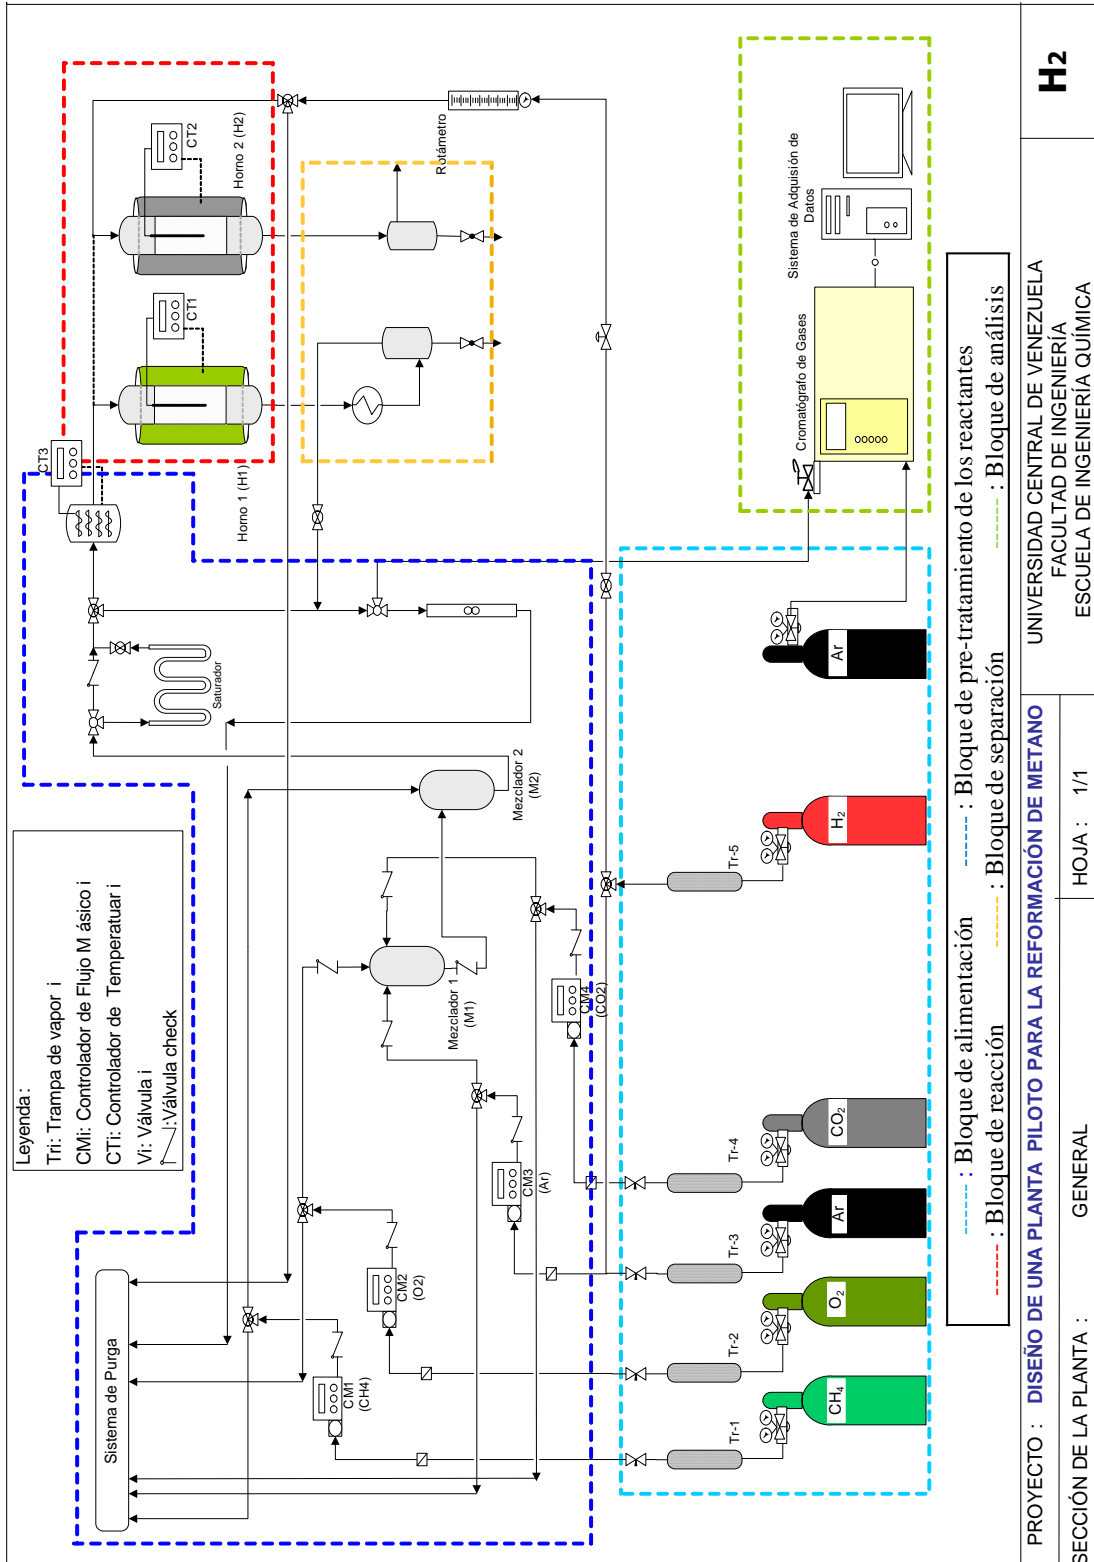 Leyenda:
Tri: Trampa de vapor i
CMi: Controlador de Flujo M ásico i
CTi: Controlador de Temperatuar i
Vi: Válvula i
:Válvula check
Sistema de Purga
CM1
(CH4)
CM2
(O2)
CM3
(Ar)
CM4
(CO2)
Mezclador 1
(M1)
Mezclador 2
(M2)
Saturador
CT3
Horno 1 (H1)
CT1
Horno 2 (H2)
CT2
Rotámetro
Tr-1
Tr-2
Tr-3
Tr-4
Tr-5
CH4
O2
Ar
CO2
H2
Ar
Cromatógrafo de Gases
Sistema de Adquisión de
Datos
: Bloque de alimentación
: Bloque de pre-tratamiento de los reactantes
: Bloque de reacción
: Bloque de separación
: Bloque de análisis
PROYECTO : DISEÑO DE UNA PLANTA PILOTO PARA LA REFORMACIÓN DE METANO
SECCIÓN DE LA PLANTA : GENERAL
HOJA : 1/1
UNIVERSIDAD CENTRAL DE VENEZUELA
FACULTAD DE INGENIERÍA
ESCUELA DE INGENIERÍA QUÍMICA
H2